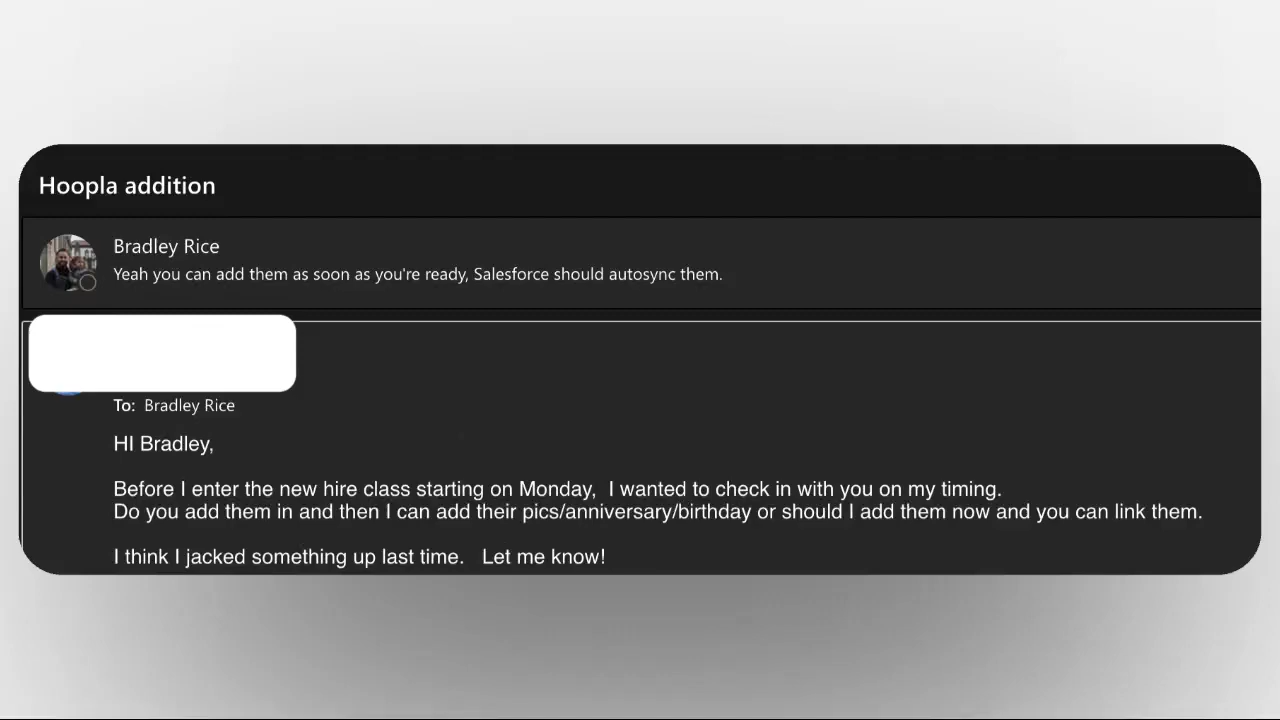 Hoopla addition
Bradley Rice
Yeah you can add them as soon as you're ready, Salesforce should autosync them.
To: Bradley Rice
HI Bradley,
Before I enter the new hire class starting on Monday,  I wanted to check in with you on my timing.
Do you add them in and then I can add their pics/anniversary/birthday or should I add them now and you can link them.
I think I jacked something up last time.   Let me know!